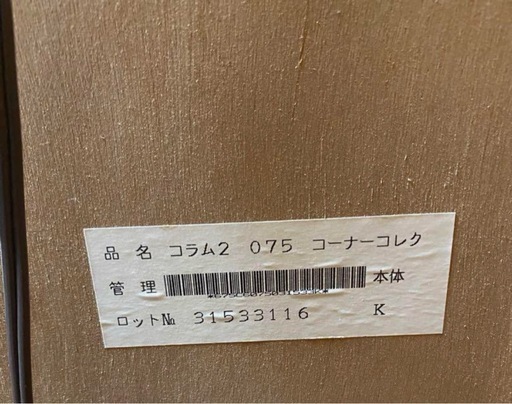 品 名 コラム2 075 コーナーコレク
管 理 本体
ロット№ 31533116 K